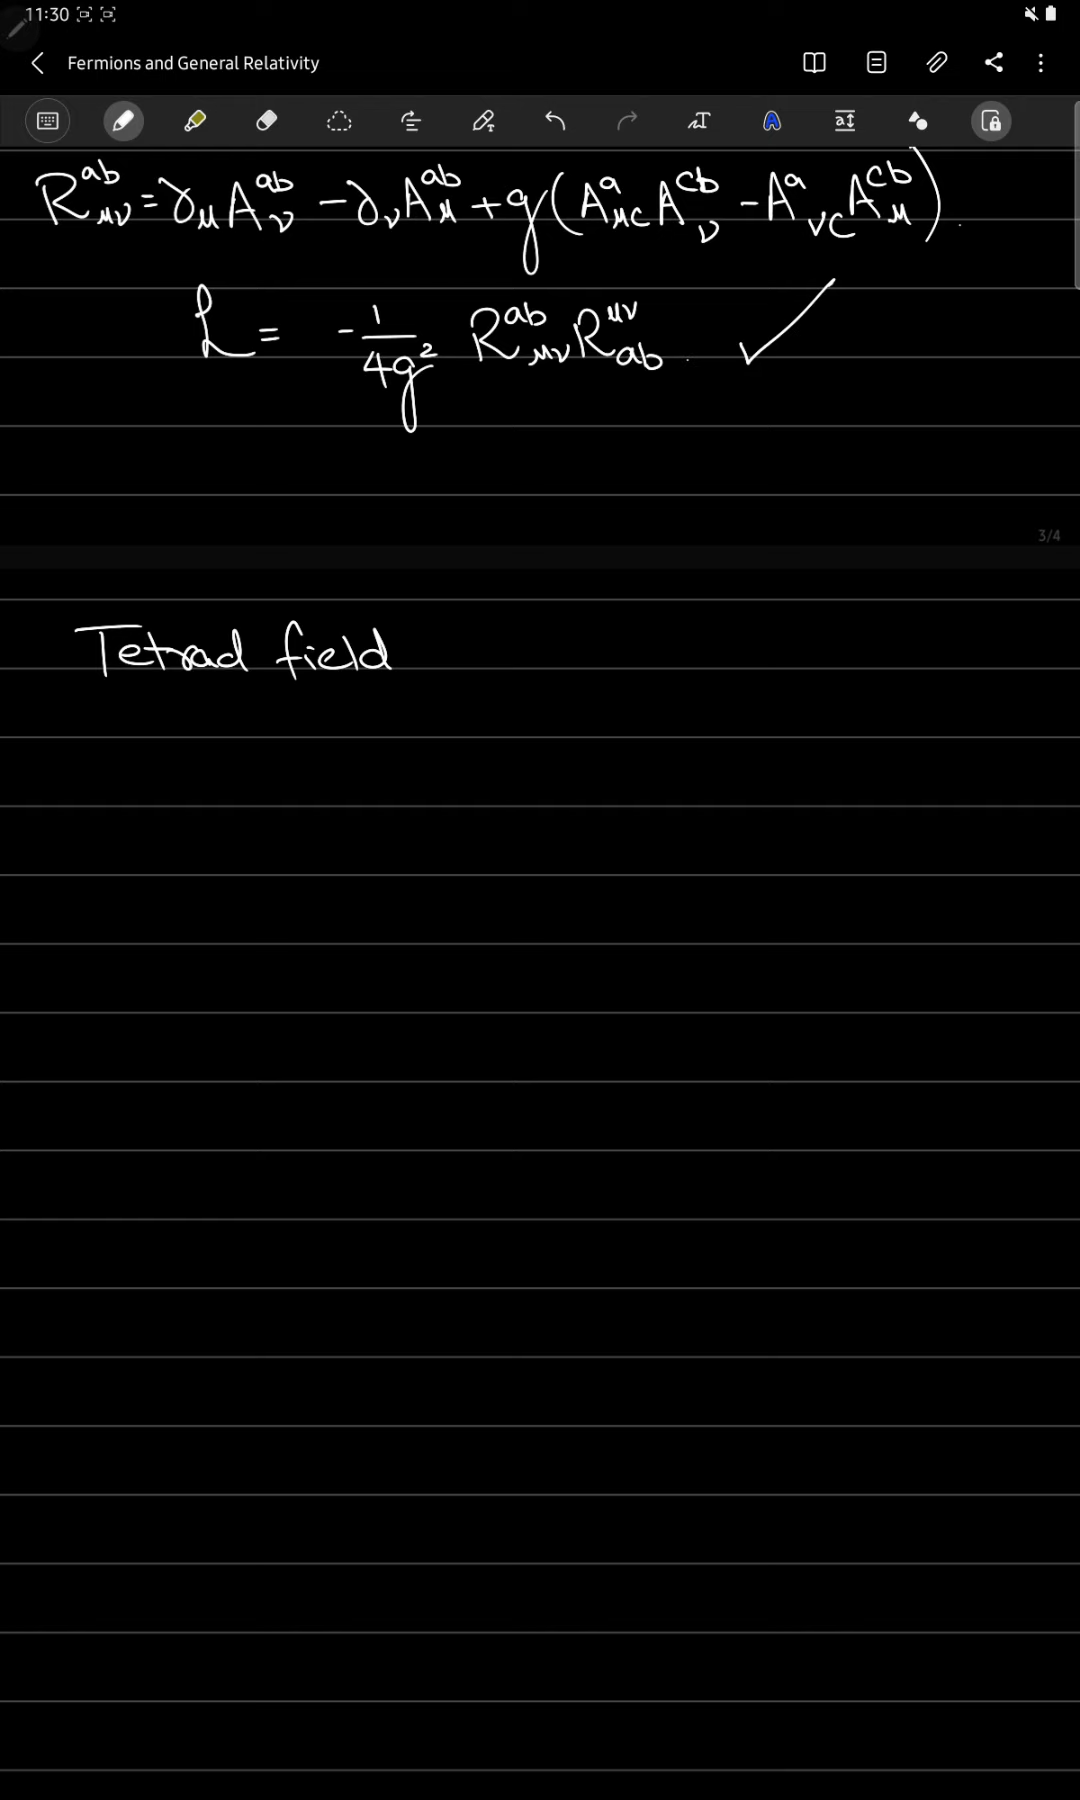 11:30
Fermions and General Relativity
R^{ab}_{μν} = ∂_μ A^{ab}_ν - ∂_ν A^{ab}_μ + g(A^a_{μc} A^{cb}_ν - A^a_{νc} A^{cb}_μ).
L = -1/4g² R^{ab}_{μν} R^{μν}_{ab}. ✓
3/4
Tetrad field